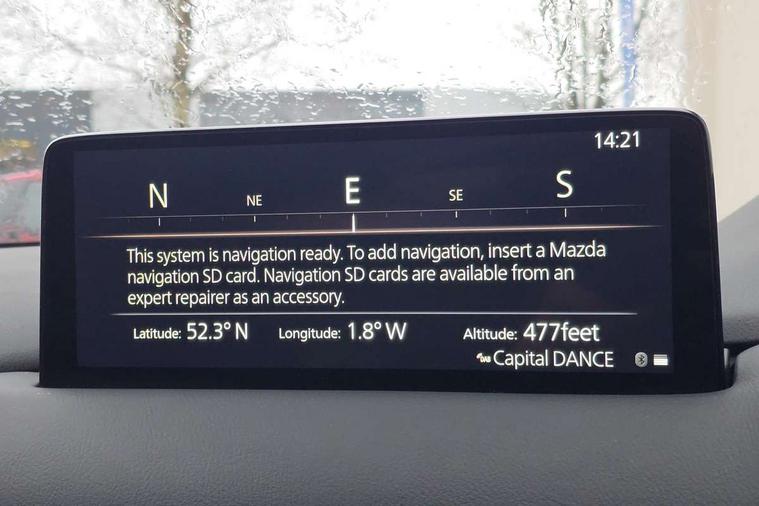 14:21
N NE E SE S
This system is navigation ready. To add navigation, insert a Mazda
navigation SD card. Navigation SD cards are available from an
expert repairer as an accessory.
Latitude: 52.3° N Longitude: 1.8° W Altitude: 477feet
DAB Capital DANCE